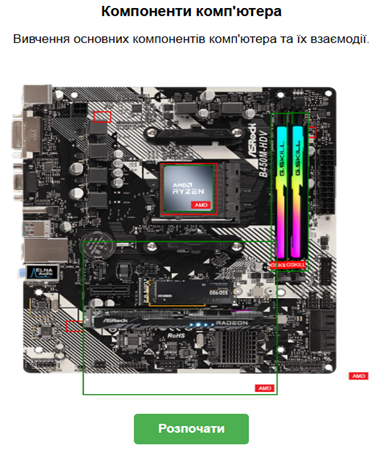 Компоненти комп'ютера
Вивчення основних компонентів комп'ютера та їх взаємодії.
ASRock
B450M-HDV
G.SKILL
G.SKILL
AMD
RYZEN
AMD
G.SKILL
ELNA
Audio
ASRock
RADEON
RoHS
AMD
AMD
Розпочати